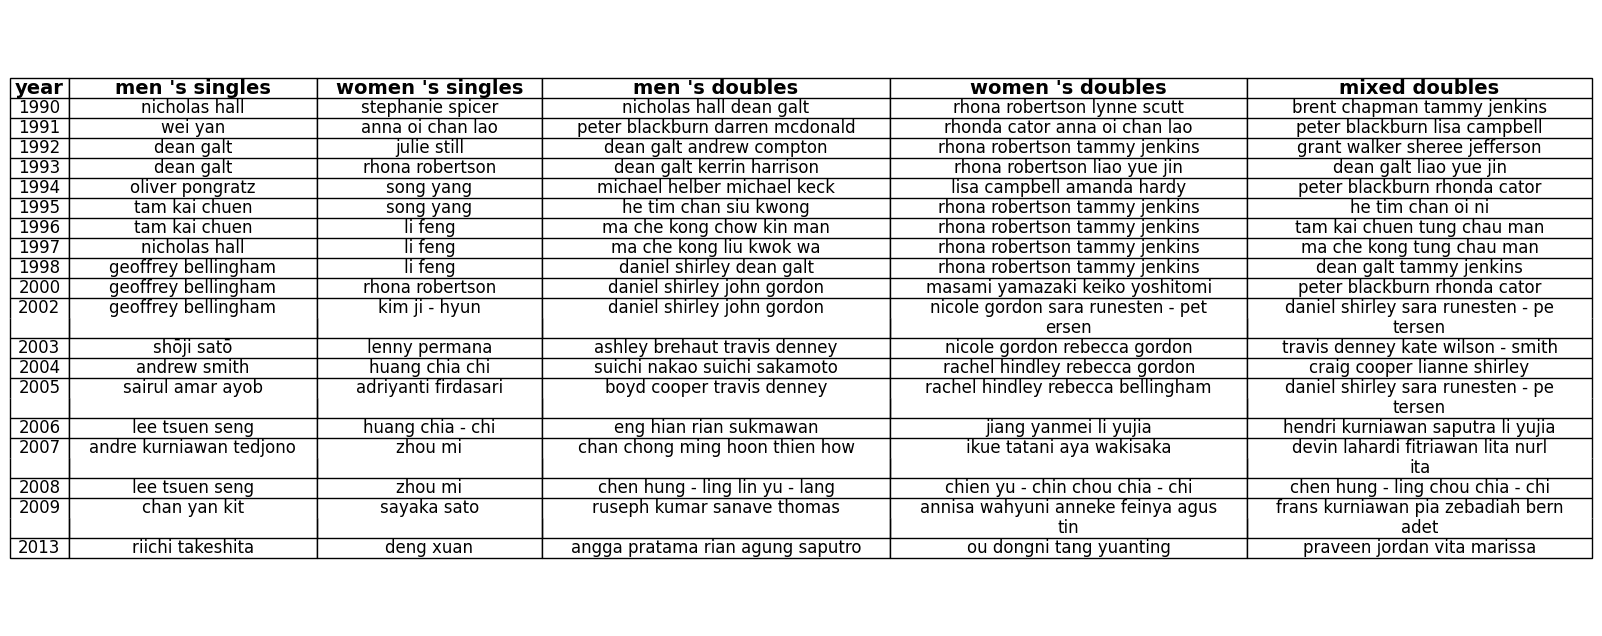 year men 's singles women 's singles men 's doubles women 's doubles mixed doubles
1990 nicholas hall stephanie spicer nicholas hall dean galt rhona robertson lynne scutt brent chapman tammy jenkins
1991 wei yan anna oi chan lao peter blackburn darren mcdonald rhonda cator anna oi chan lao peter blackburn lisa campbell
1992 dean galt julie still dean galt andrew compton rhona robertson tammy jenkins grant walker sheree jefferson
1993 dean galt rhona robertson dean galt kerrin harrison rhona robertson liao yue jin dean galt liao yue jin
1994 oliver pongratz song yang michael helber michael keck lisa campbell amanda hardy peter blackburn rhonda cator
1995 tam kai chuen song yang he tim chan siu kwong rhona robertson tammy jenkins he tim chan oi ni
1996 tam kai chuen li feng ma che kong chow kin man rhona robertson tammy jenkins tam kai chuen tung chau man
1997 nicholas hall li feng ma che kong liu kwok wa rhona robertson tammy jenkins ma che kong tung chau man
1998 geoffrey bellingham li feng daniel shirley dean galt rhona robertson tammy jenkins dean galt tammy jenkins
2000 geoffrey bellingham rhona robertson daniel shirley john gordon masami yamazaki keiko yoshitomi peter blackburn rhonda cator
2002 geoffrey bellingham kim ji - hyun daniel shirley john gordon nicole gordon sara runesten - pet daniel shirley sara runesten - pe
ersen tersen
2003 shōji satō lenny permana ashley brehaut travis denney nicole gordon rebecca gordon travis denney kate wilson - smith
2004 andrew smith huang chia chi suichi nakao suichi sakamoto rachel hindley rebecca gordon craig cooper lianne shirley
2005 sairul amar ayob adriyanti firdasari boyd cooper travis denney rachel hindley rebecca bellingham daniel shirley sara runesten - pe
tersen
2006 lee tsuen seng huang chia - chi eng hian rian sukmawan jiang yanmei li yujia hendri kurniawan saputra li yujia
2007 andre kurniawan tedjono zhou mi chan chong ming hoon thien how ikue tatani aya wakisaka devin lahardi fitriawan lita nurl
ita
2008 lee tsuen seng zhou mi chen hung - ling lin yu - lang chien yu - chin chou chia - chi chen hung - ling chou chia - chi
2009 chan yan kit sayaka sato ruseph kumar sanave thomas annisa wahyuni anneke feinya agus frans kurniawan pia zebadiah bern
tin adet
2013 riichi takeshita deng xuan angga pratama rian agung saputro ou dongni tang yuanting praveen jordan vita marissa